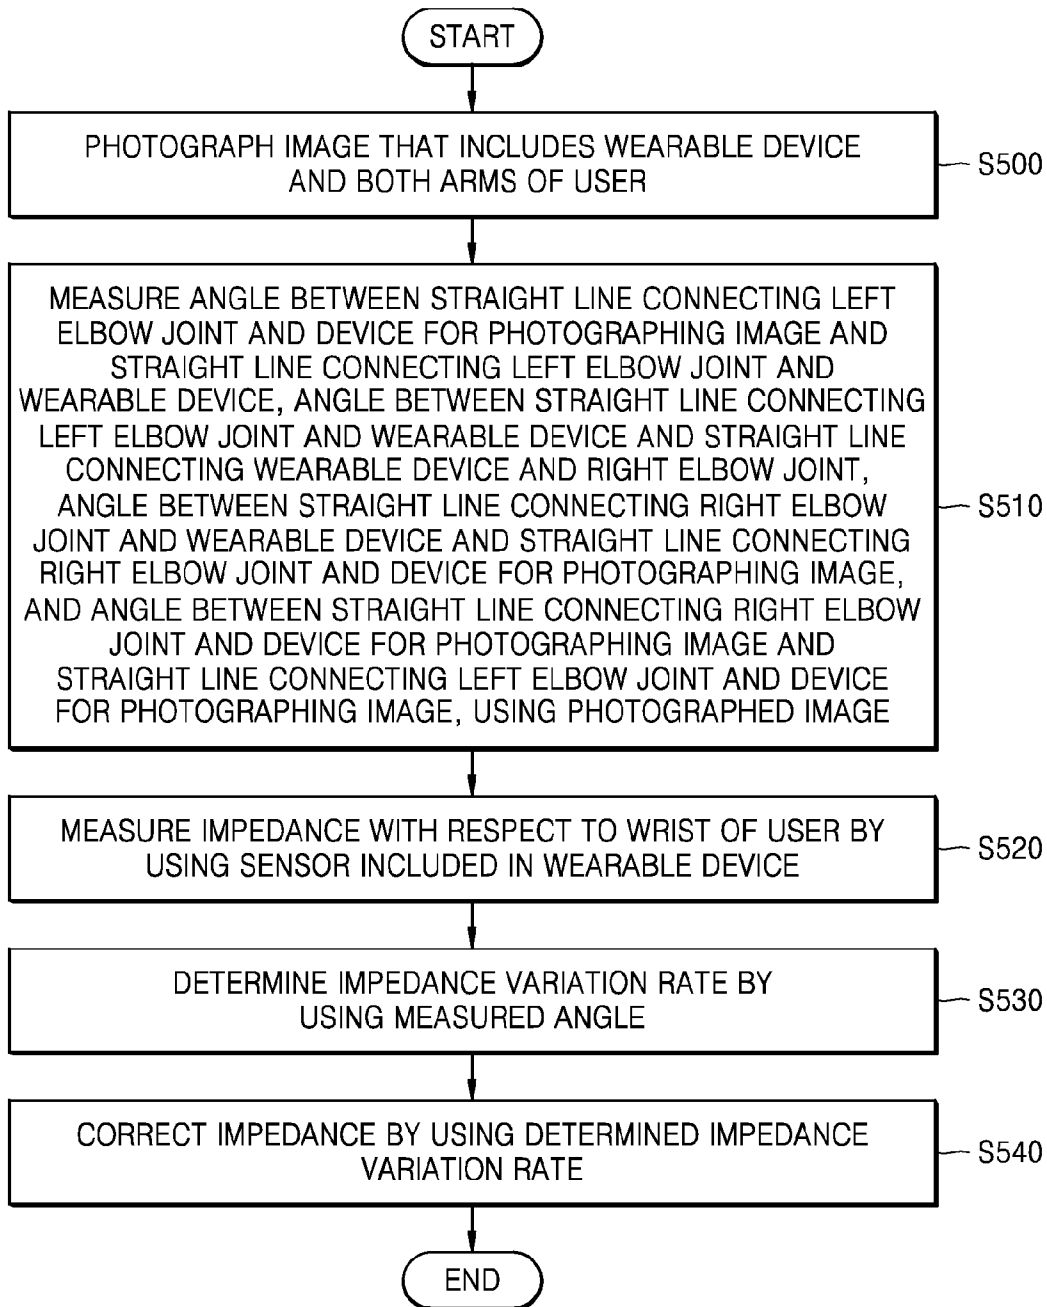 START
PHOTOGRAPH IMAGE THAT INCLUDES WEARABLE DEVICE
AND BOTH ARMS OF USER
S500
MEASURE ANGLE BETWEEN STRAIGHT LINE CONNECTING LEFT
ELBOW JOINT AND DEVICE FOR PHOTOGRAPHING IMAGE AND
STRAIGHT LINE CONNECTING LEFT ELBOW JOINT AND
WEARABLE DEVICE, ANGLE BETWEEN STRAIGHT LINE CONNECTING
LEFT ELBOW JOINT AND WEARABLE DEVICE AND STRAIGHT LINE
CONNECTING WEARABLE DEVICE AND RIGHT ELBOW JOINT,
ANGLE BETWEEN STRAIGHT LINE CONNECTING RIGHT ELBOW
JOINT AND WEARABLE DEVICE AND STRAIGHT LINE CONNECTING
RIGHT ELBOW JOINT AND DEVICE FOR PHOTOGRAPHING IMAGE,
AND ANGLE BETWEEN STRAIGHT LINE CONNECTING RIGHT ELBOW
JOINT AND DEVICE FOR PHOTOGRAPHING IMAGE AND
STRAIGHT LINE CONNECTING LEFT ELBOW JOINT AND DEVICE
FOR PHOTOGRAPHING IMAGE, USING PHOTOGRAPHED IMAGE
S510
MEASURE IMPEDANCE WITH RESPECT TO WRIST OF USER BY
USING SENSOR INCLUDED IN WEARABLE DEVICE
S520
DETERMINE IMPEDANCE VARIATION RATE BY
USING MEASURED ANGLE
S530
CORRECT IMPEDANCE BY USING DETERMINED IMPEDANCE
VARIATION RATE
S540
END